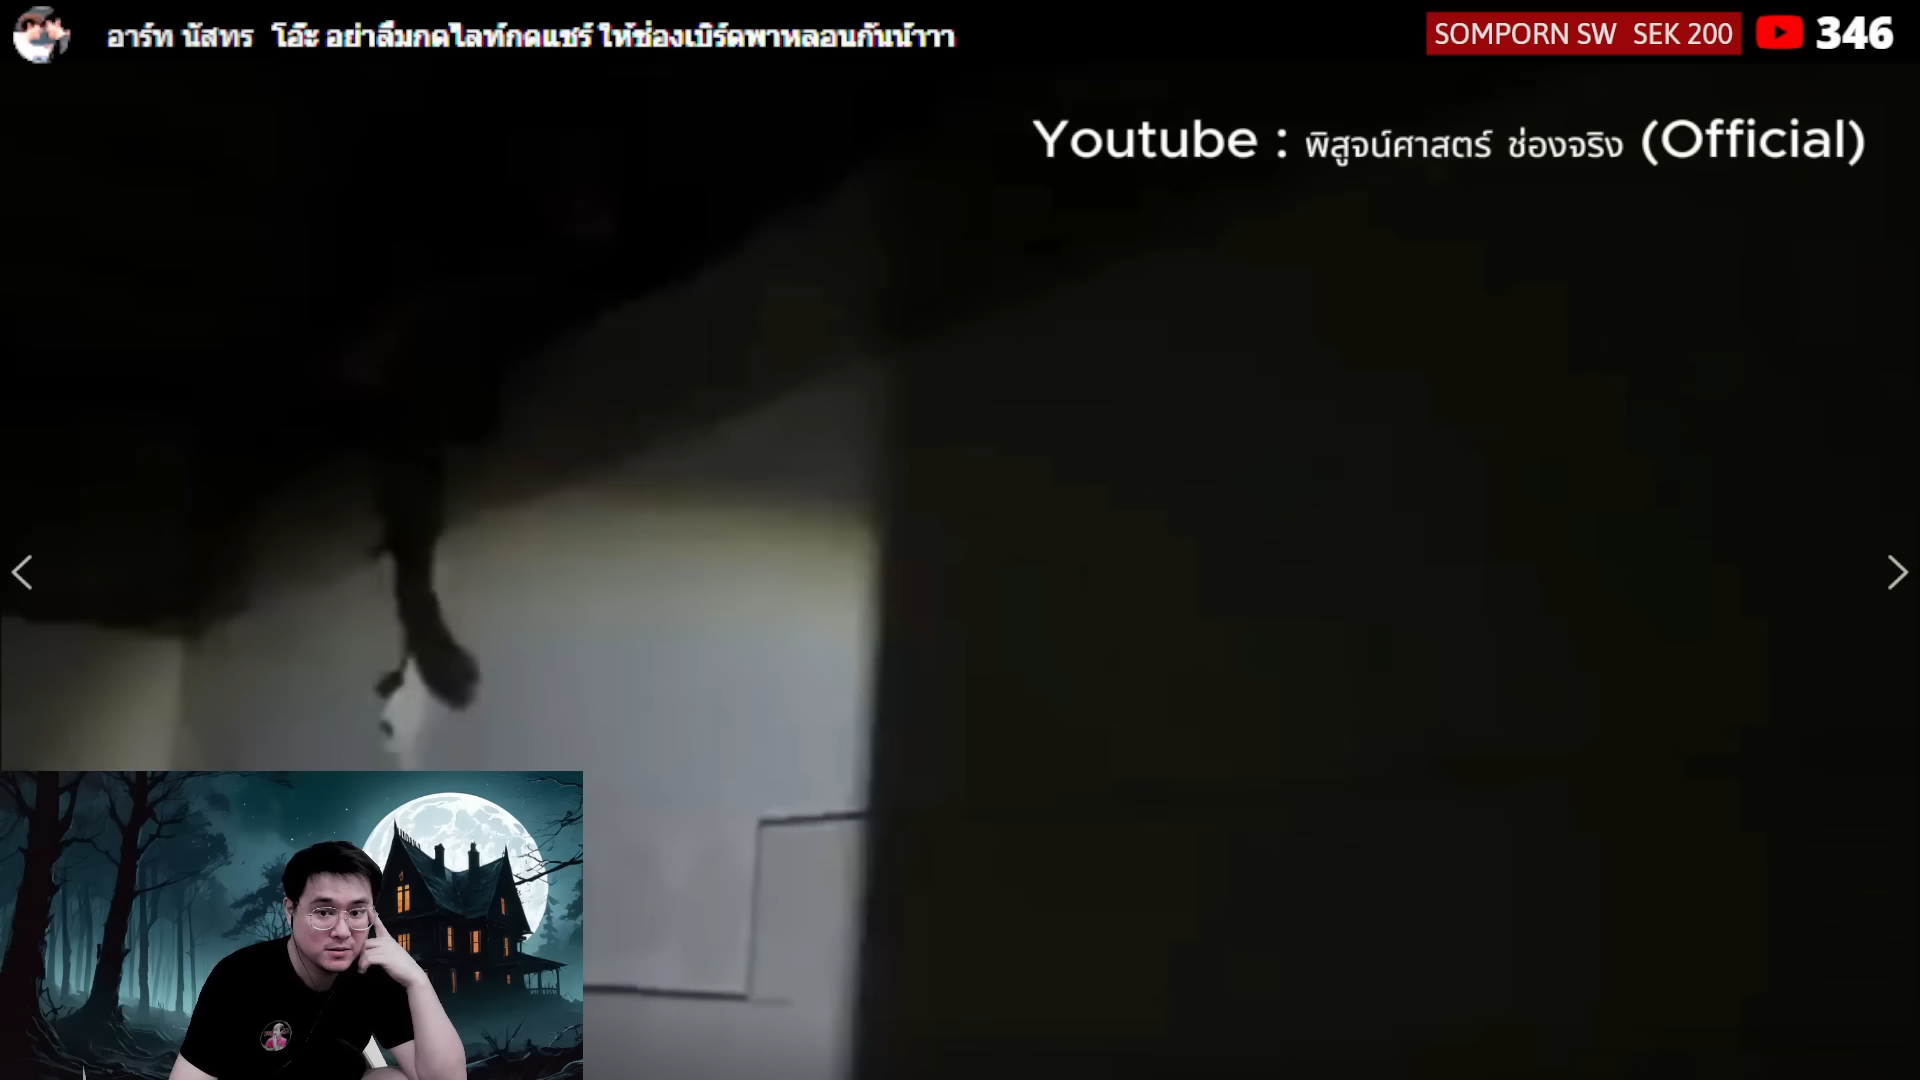 อาร์ท นัสทร โอ๊ะ อย่าลืมกดไลท์กดแชร์ ให้ช่องเบิร์ดพาหลอนกันน้าาา
SOMPORN SW SEK 200 346
Youtube : พิสูจน์ศาสตร์ ช่องจริง (Official)